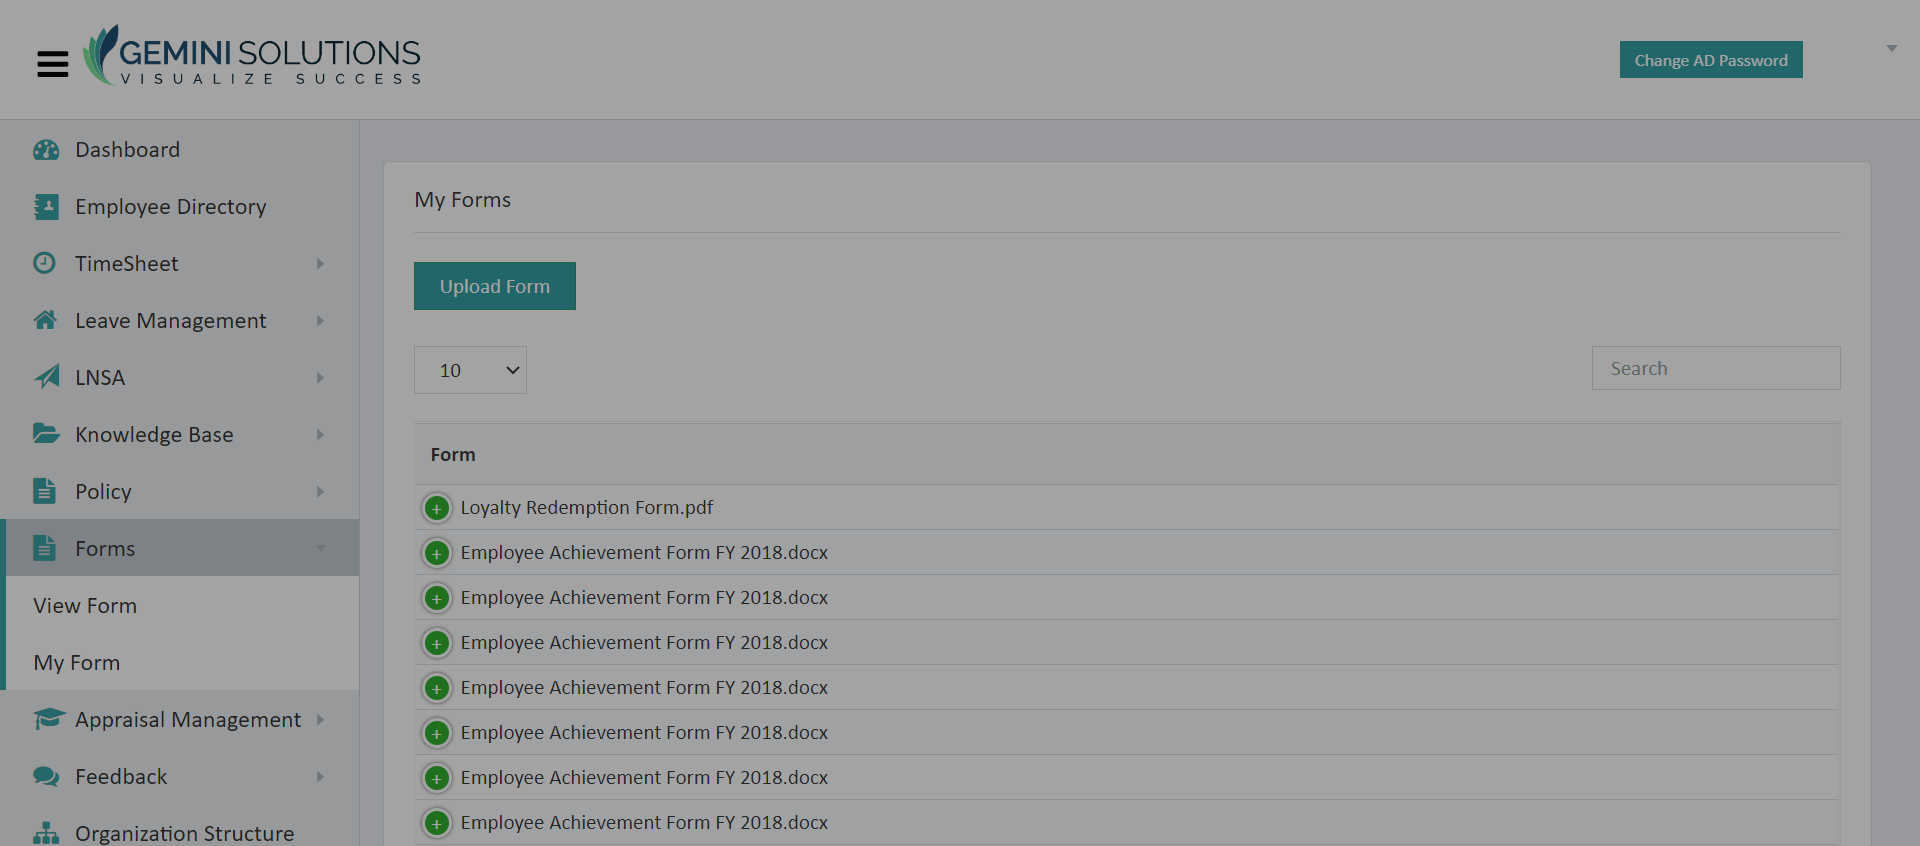 GEMINI SOLUTIONS
VISUALIZE SUCCESS
Change AD Password
Dashboard
Employee Directory
TimeSheet
Leave Management
LNSA
Knowledge Base
Policy
Forms
View Form
My Form
Appraisal Management
Feedback
Organization Structure
My Forms
Upload Form
10
Search
Form
Loyalty Redemption Form.pdf
Employee Achievement Form FY 2018.docx
Employee Achievement Form FY 2018.docx
Employee Achievement Form FY 2018.docx
Employee Achievement Form FY 2018.docx
Employee Achievement Form FY 2018.docx
Employee Achievement Form FY 2018.docx
Employee Achievement Form FY 2018.docx